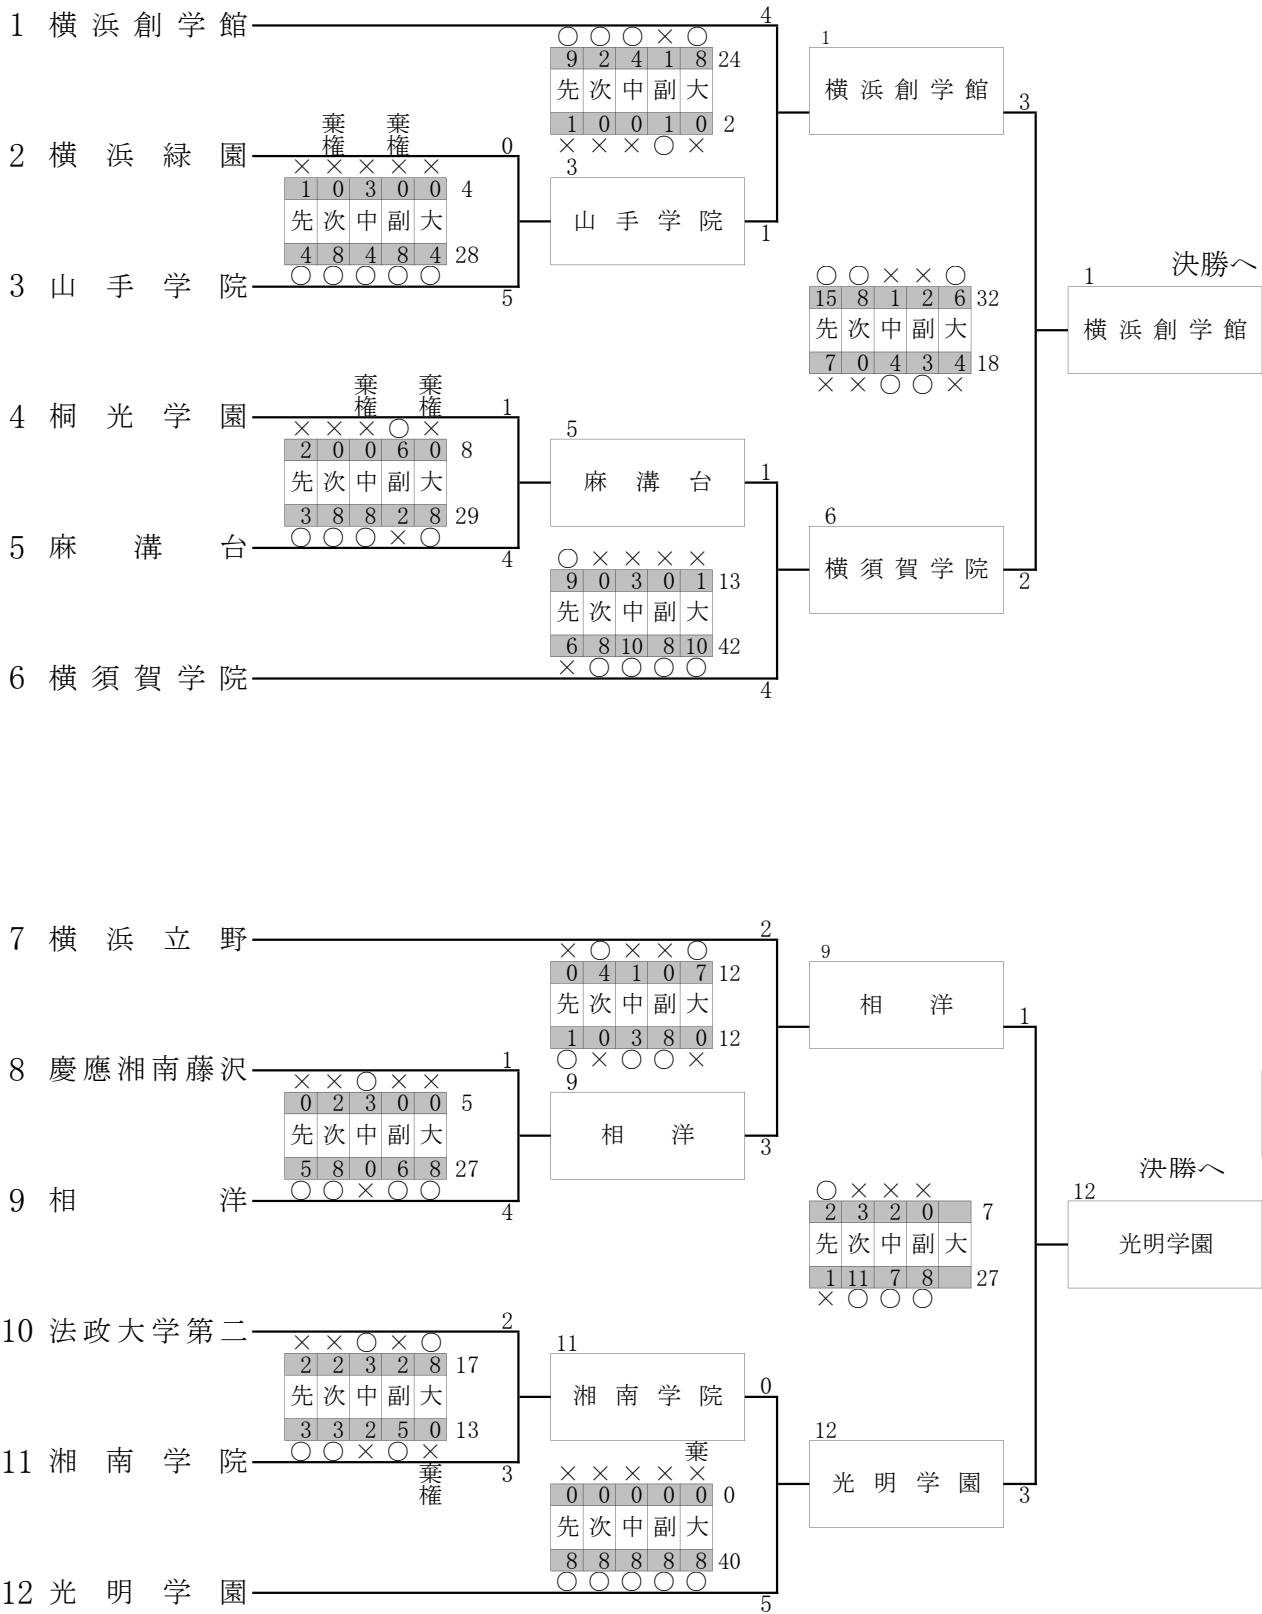 1 横浜創学館 4
○○○×○
9 2 4 1 8 24
先次中副大
1 0 0 1 0 2
×××○×
1
横浜創学館 3
棄権 棄権
2 横浜緑園 0
×××××
1 0 3 0 0 4
先次中副大
4 8 4 8 4 28
○○○○○
3 山手学院 5
3
山手学院 1
○○××○
15 8 1 2 6 32
先次中副大
7 0 4 3 4 18
××○○×
決勝へ
1
横浜創学館
棄権 棄権
4 桐光学園 1
×××○×
2 0 0 6 0 8
先次中副大
3 8 8 2 8 29
○○○×○
5 麻溝台 4
5
麻溝台 1
○××××
9 0 3 0 1 13
先次中副大
6 8 10 8 10 42
×○○○○
6
横須賀学院 2
6 横須賀学院 4
7 横浜立野 2
×○××○
0 4 1 0 7 12
先次中副大
1 0 3 8 0 12
○×○○×
9
相洋 1
8 慶應湘南藤沢 1
××○××
0 2 3 0 0 5
先次中副大
5 8 0 6 8 27
○○×○○
9 相洋 4
9
相洋 3
○×××
2 3 2 0 7
先次中副大
1 11 7 8 27
×○○○
決勝へ
12
光明学園
10 法政大学第二 2
××○×○
2 2 3 2 8 17
先次中副大
3 3 2 5 0 13
○○×○×
棄権
11 湘南学院 3
11
湘南学院 0
棄
×××××
0 0 0 0 0 0
先次中副大
8 8 8 8 8 40
○○○○○
12
光明学園 3
12 光明学園 5